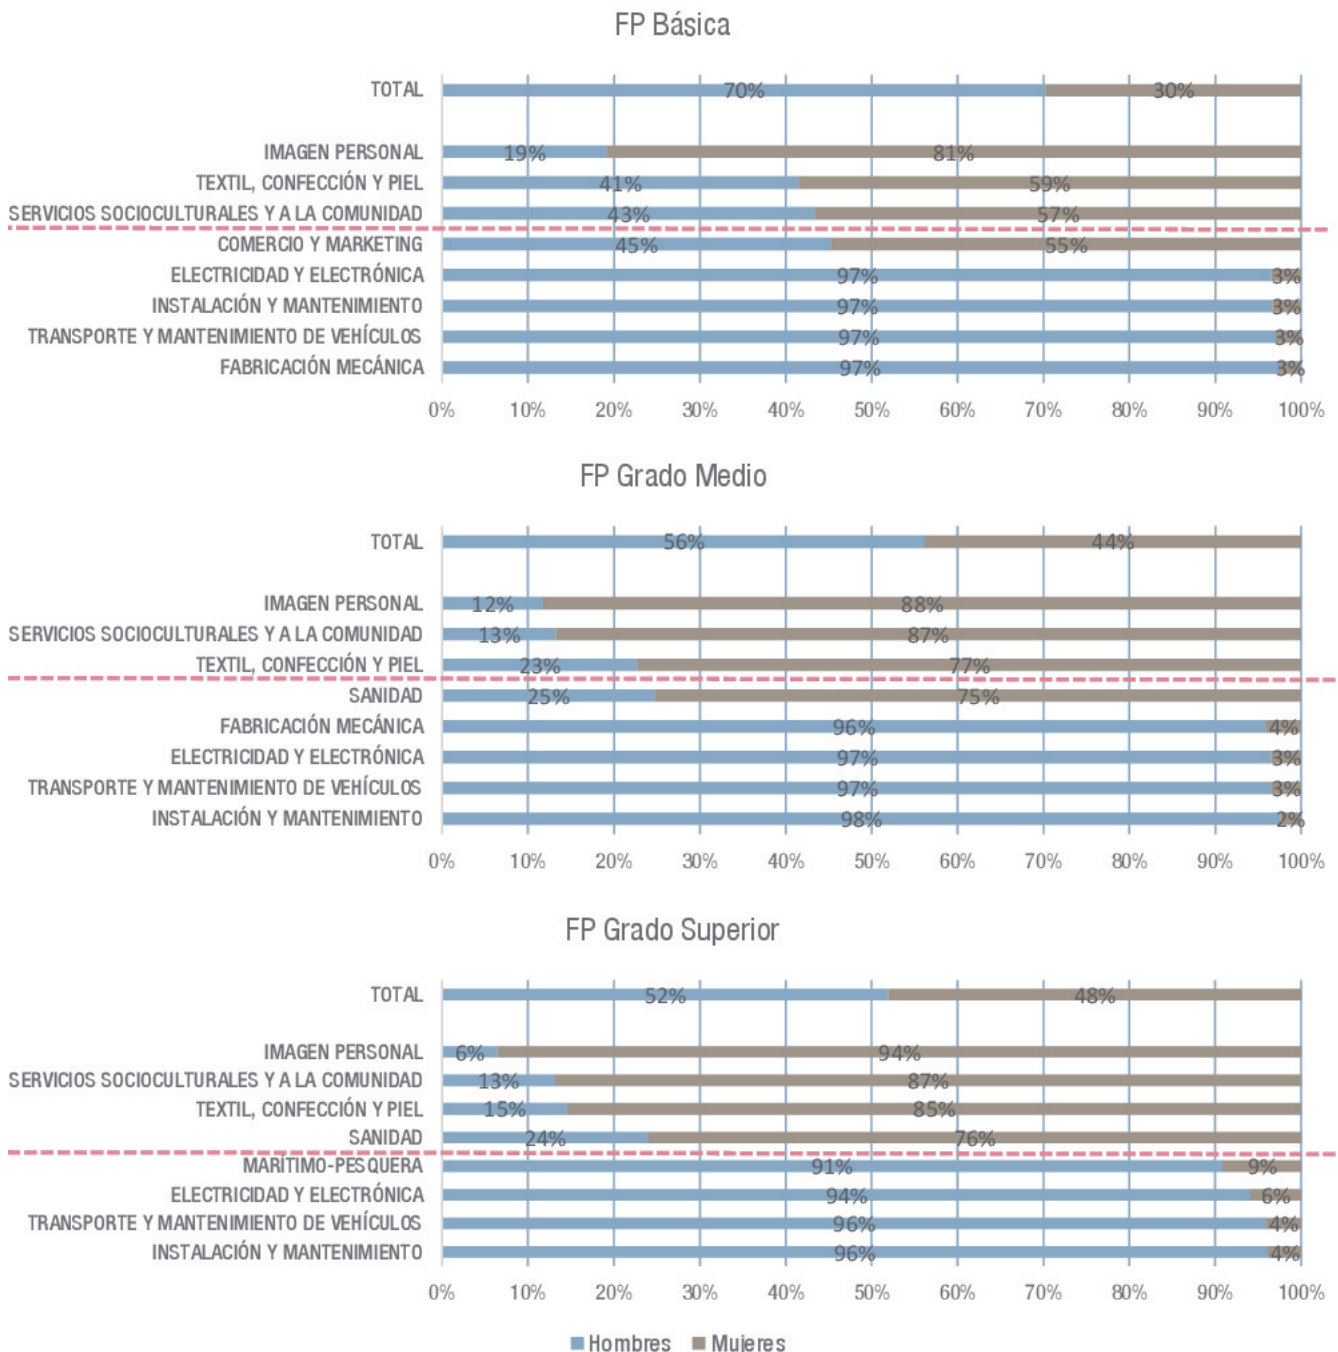 FP Básica
TOTAL 70% 30%
IMAGEN PERSONAL 19% 81%
TEXTIL, CONFECCIÓN Y PIEL 41% 59%
SERVICIOS SOCIOCULTURALES Y A LA COMUNIDAD 43% 57%
COMERCIO Y MARKETING 45% 55%
ELECTRICIDAD Y ELECTRÓNICA 97% 3%
INSTALACIÓN Y MANTENIMIENTO 97% 3%
TRANSPORTE Y MANTENIMIENTO DE VEHÍCULOS 97% 3%
FABRICACIÓN MECÁNICA 97% 3%
0% 10% 20% 30% 40% 50% 60% 70% 80% 90% 100%
FP Grado Medio
TOTAL 56% 44%
IMAGEN PERSONAL 12% 88%
SERVICIOS SOCIOCULTURALES Y A LA COMUNIDAD 13% 87%
TEXTIL, CONFECCIÓN Y PIEL 23% 77%
SANIDAD 25% 75%
FABRICACIÓN MECÁNICA 96% 4%
ELECTRICIDAD Y ELECTRÓNICA 97% 3%
TRANSPORTE Y MANTENIMIENTO DE VEHÍCULOS 97% 3%
INSTALACIÓN Y MANTENIMIENTO 98% 2%
0% 10% 20% 30% 40% 50% 60% 70% 80% 90% 100%
FP Grado Superior
TOTAL 52% 48%
IMAGEN PERSONAL 6% 94%
SERVICIOS SOCIOCULTURALES Y A LA COMUNIDAD 13% 87%
TEXTIL, CONFECCIÓN Y PIEL 15% 85%
SANIDAD 24% 76%
MARÍTIMO-PESQUERA 91% 9%
ELECTRICIDAD Y ELECTRÓNICA 94% 6%
TRANSPORTE Y MANTENIMIENTO DE VEHÍCULOS 96% 4%
INSTALACIÓN Y MANTENIMIENTO 96% 4%
0% 10% 20% 30% 40% 50% 60% 70% 80% 90% 100%
Hombres Mujeres